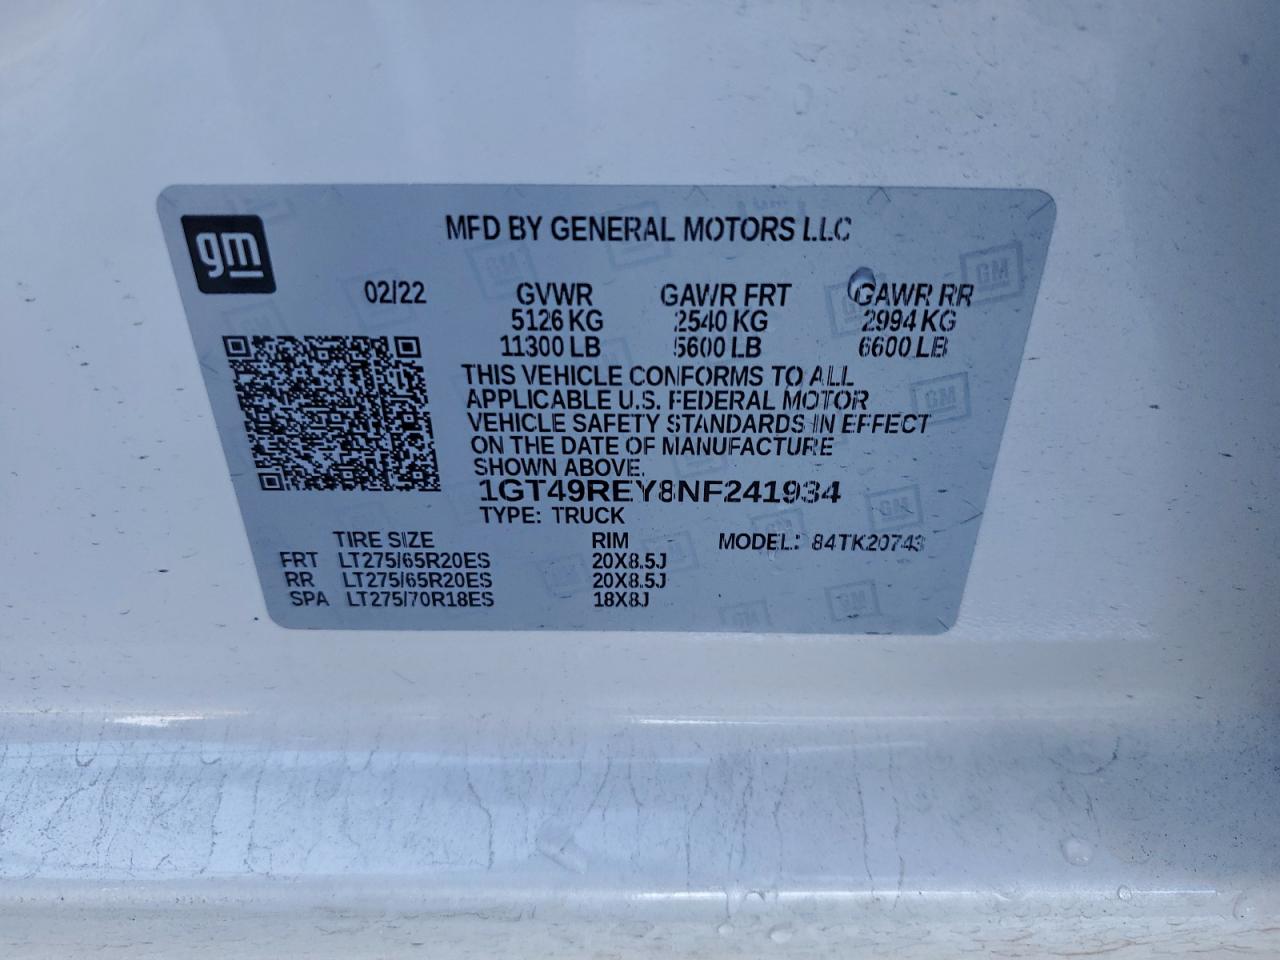 gm
MFD BY GENERAL MOTORS LLC
02/22 GVWR GAWR FRT GAWR RR
5126 KG 2540 KG 2994 KG
11300 LB 5600 LB 6600 LB
THIS VEHICLE CONFORMS TO ALL
APPLICABLE U.S. FEDERAL MOTOR
VEHICLE SAFETY STANDARDS IN EFFECT
ON THE DATE OF MANUFACTURE
SHOWN ABOVE.
1GT49REY8NF241934
TYPE: TRUCK
TIRE SIZE RIM MODEL: 84TK20743
FRT LT275/65R20ES 20X8.5J
RR LT275/65R20ES 20X8.5J
SPA LT275/70R18ES 18X8J